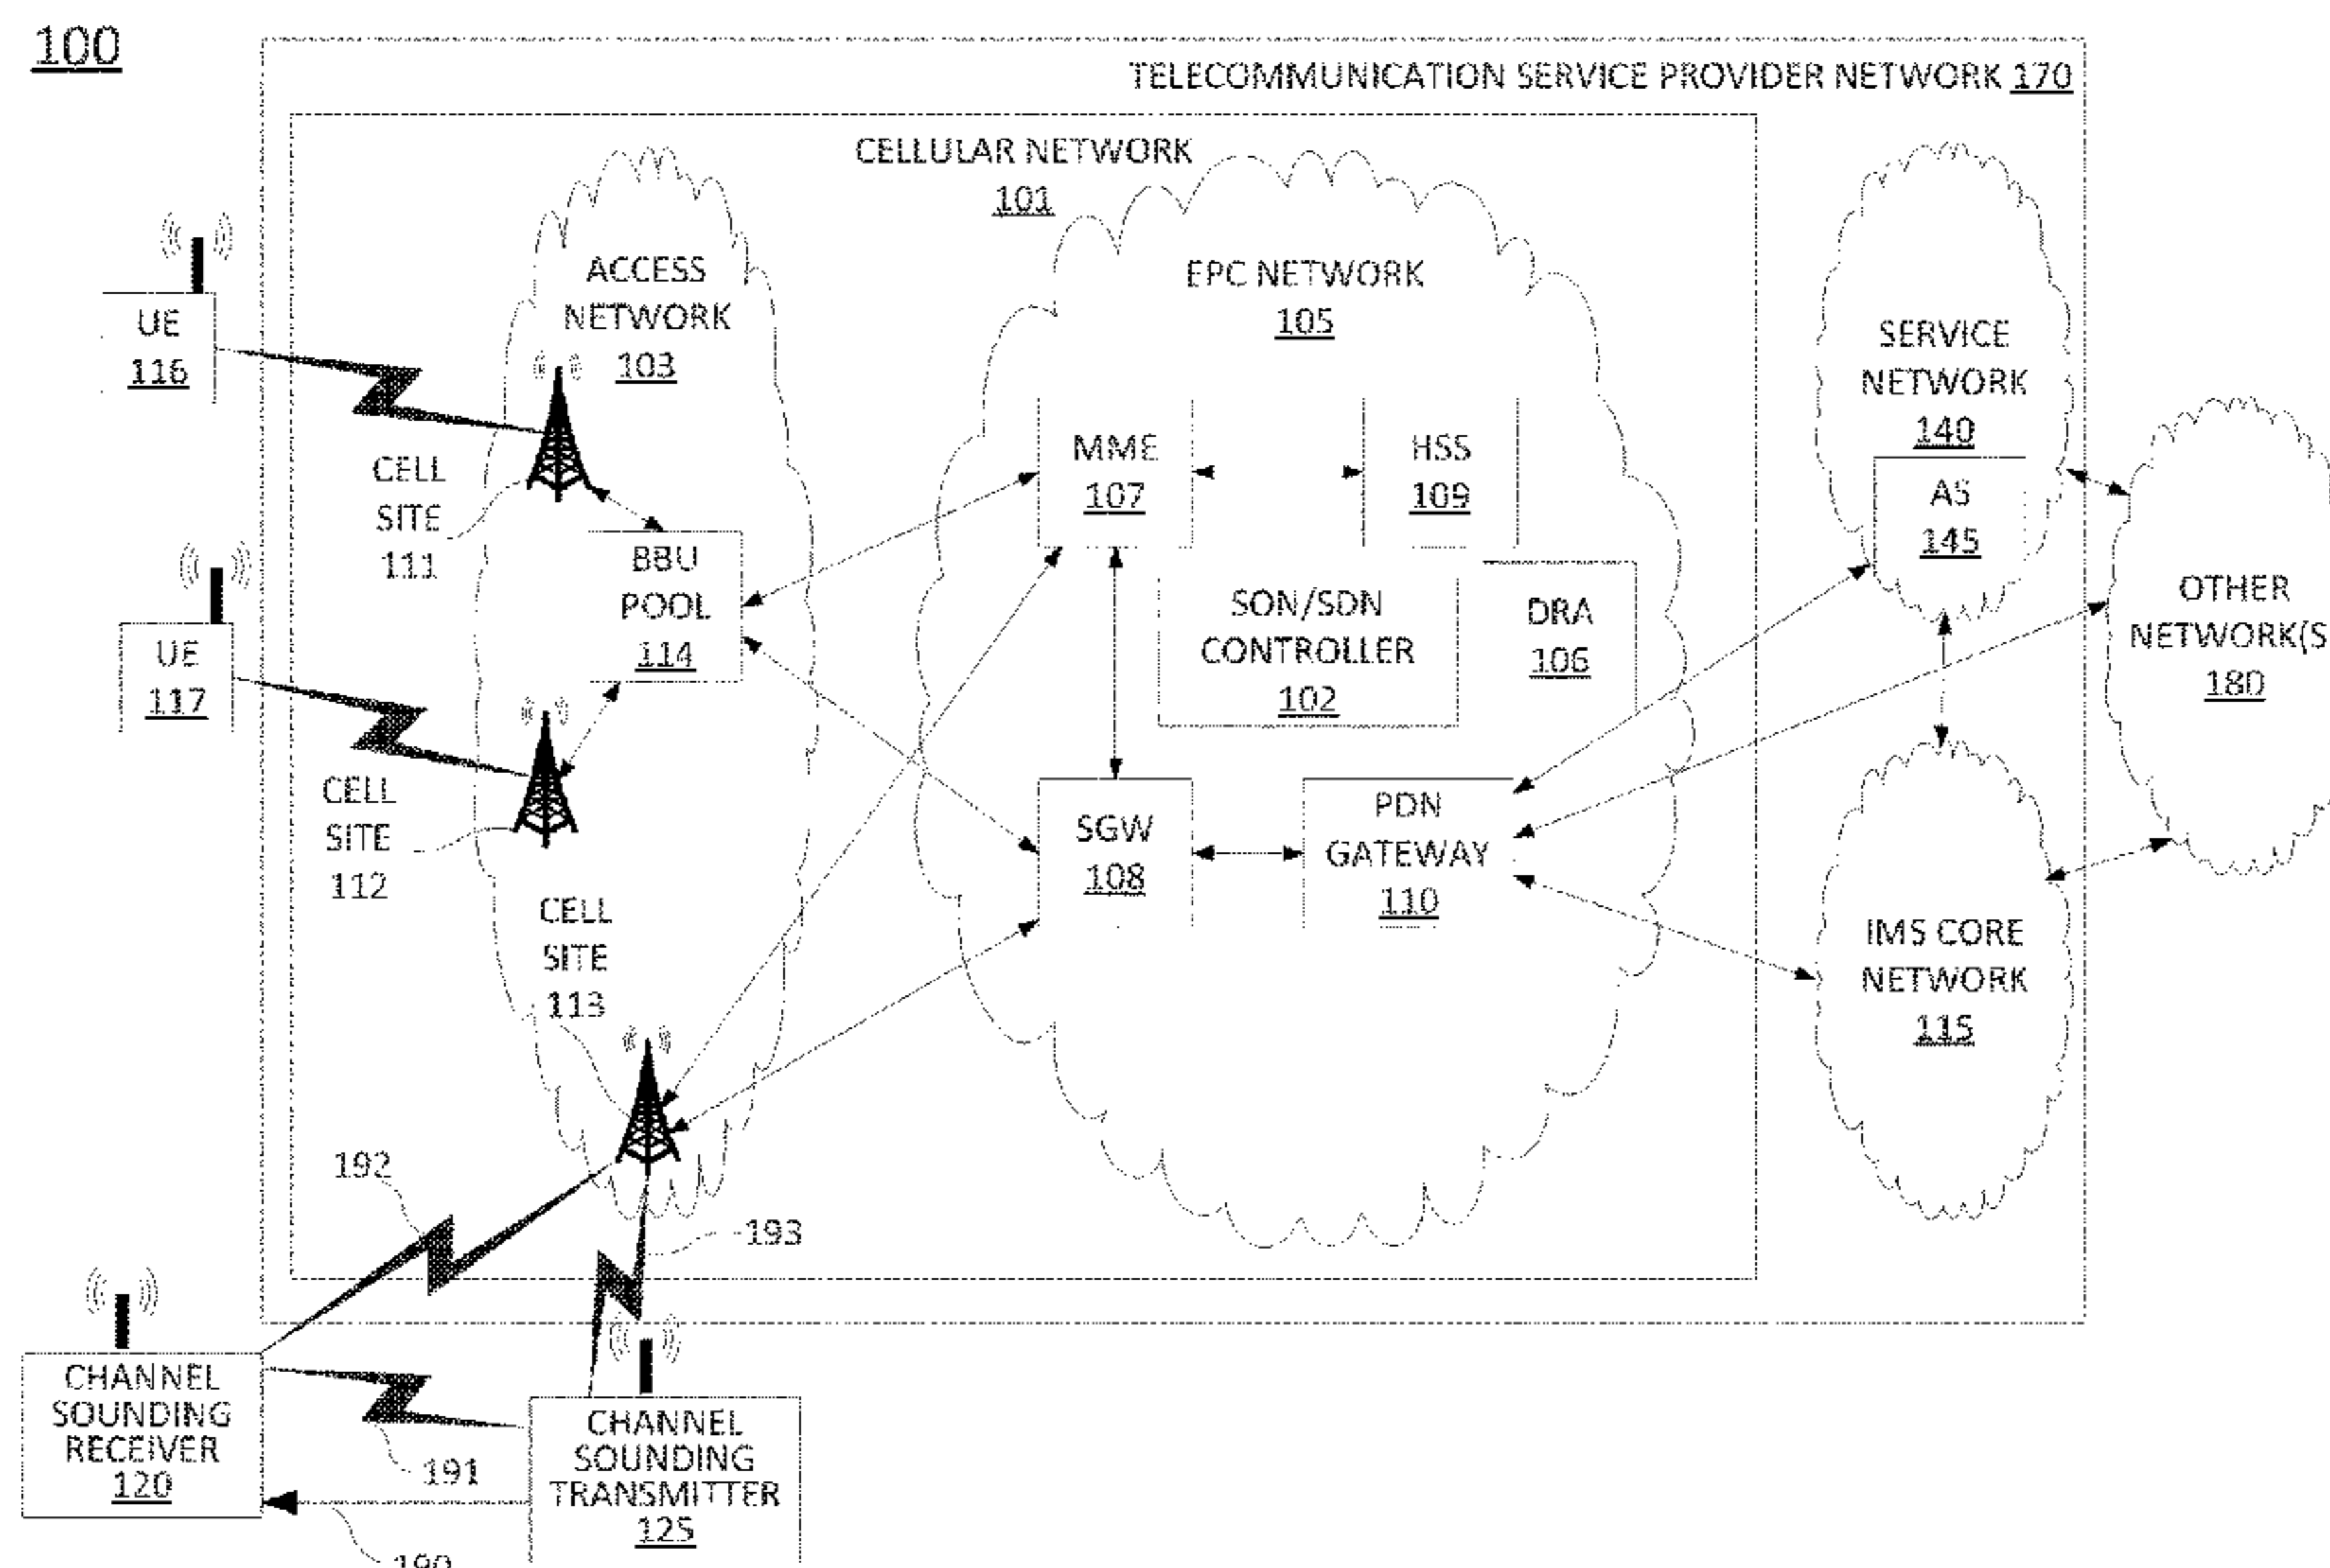 100
TELECOMMUNICATION SERVICE PROVIDER NETWORK 170
CELLULAR NETWORK
101
ACCESS
NETWORK
103
EPC NETWORK
105
SERVICE
NETWORK
140
AS
145
OTHER
NETWORK(S
180
UE
116
CELL
SITE
111
BBU
POOL
114
MME
107
HSS
109
SON/SDN
CONTROLLER
102
DRA
106
UE
117
CELL
SITE
112
SGW
108
PDN
GATEWAY
110
CELL
SITE
113
IMS CORE
NETWORK
115
192
193
CHANNEL
SOUNDING
RECEIVER
120
191
CHANNEL
SOUNDING
TRANSMITTER
125
190